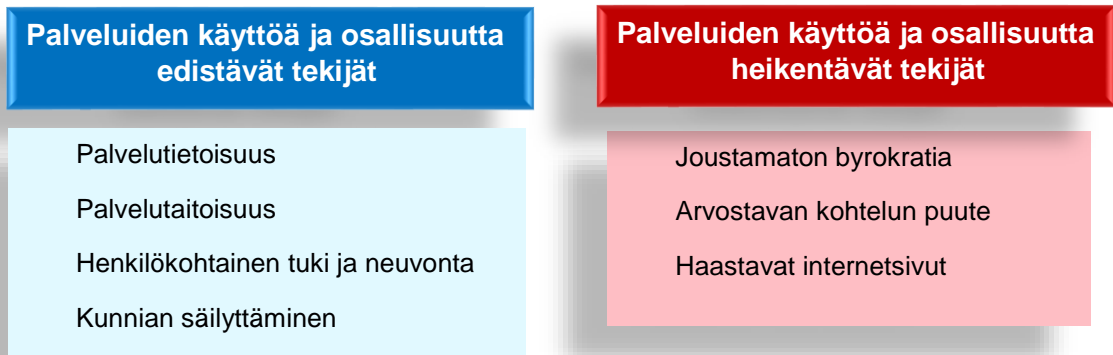 Palveluiden käyttöä ja osallisuutta
edistävät tekijät
Palvelutietoisuus
Palvelutaitoisuus
Henkilökohtainen tuki ja neuvonta
Kunnian säilyttäminen
Palveluiden käyttöä ja osallisuutta
heikentävät tekijät
Joustamaton byrokratia
Arvostavan kohtelun puute
Haastavat internetsivut